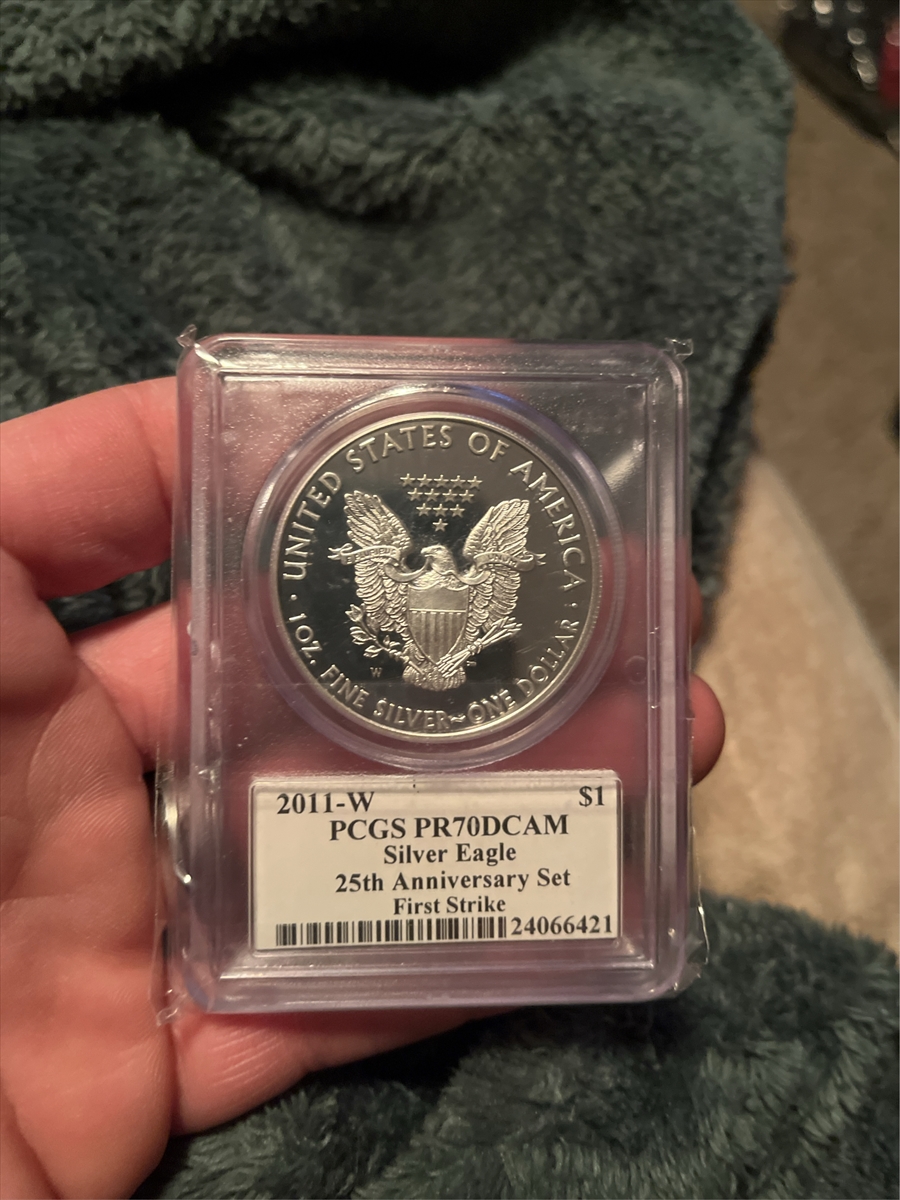 UNITED STATES OF AMERICA
1 OZ. FINE SILVER~ONE DOLLAR
W
2011-W $1
PCGS PR70DCAM
Silver Eagle
25th Anniversary Set
First Strike
24066421